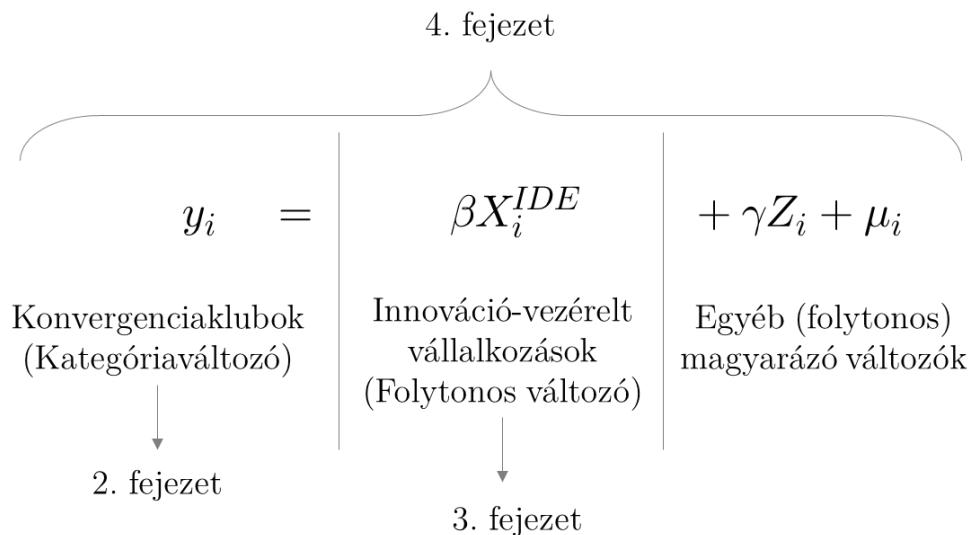 4. fejezet
y_i = βX_i^{IDE} + γZ_i + μ_i
Konvergenciaklubok
(Kategóriaváltozó)
Innováció-vezérelt
vállalkozások
(Folytonos változó)
Egyéb (folytonos)
magyarázó változók
2. fejezet
3. fejezet